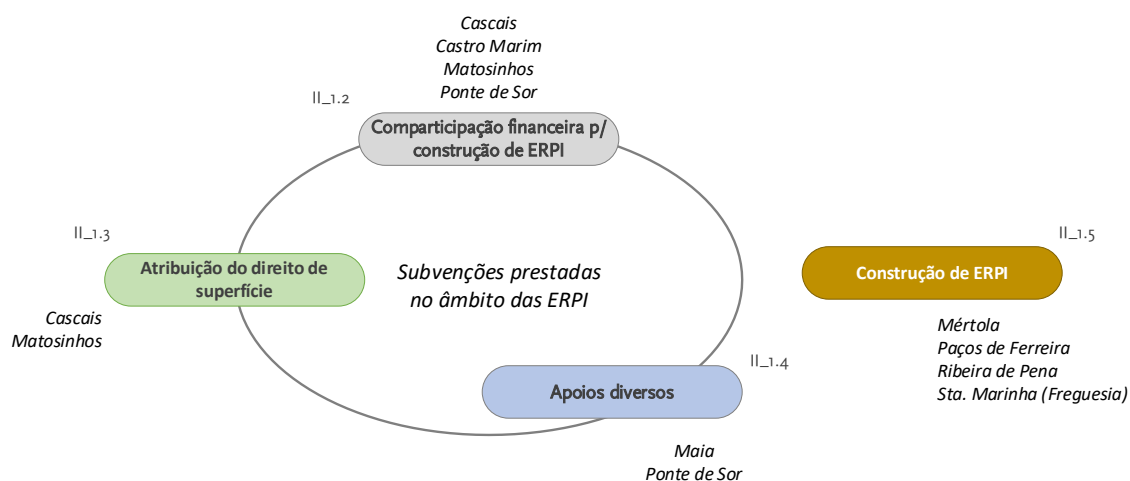 Cascais
Castro Marim
Matosinhos
Ponte de Sor
II_1.2
Comparticipação financeira p/
construção de ERPI
II_1.3
Atribuição do direito de
superfície
Cascais
Matosinhos
Subvenções prestadas
no âmbito das ERPI
II_1.4
Apoios diversos
Maia
Ponte de Sor
II_1.5
Construção de ERPI
Mértola
Paços de Ferreira
Ribeira de Pena
Sta. Marinha (Freguesia)